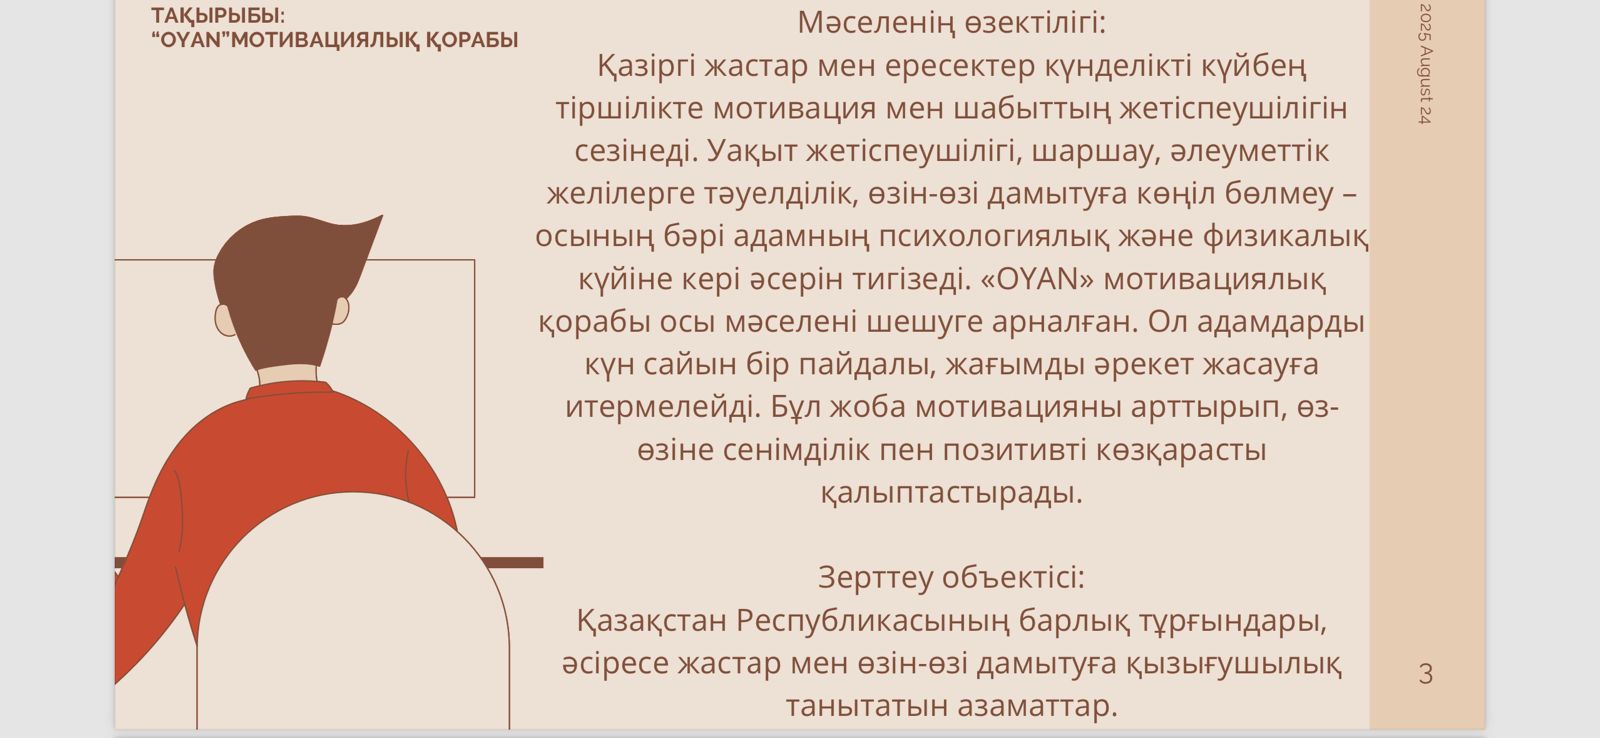 ТАҚЫРЫБЫ:
“OYAN”МОТИВАЦИЯЛЫҚ ҚОРАБЫ
Мәселенің өзектілігі:
Қазіргі жастар мен ересектер күнделікті күйбең
тіршілікте мотивация мен шабыттың жетіспеушілігін
сезінеді. Уақыт жетіспеушілігі, шаршау, әлеуметтік
желілерге тәуелділік, өзін-өзі дамытуға көңіл бөлмеу –
осының бәрі адамның психологиялық және физикалық
күйіне кері әсерін тигізеді. «OYAN» мотивациялық
қорабы осы мәселені шешуге арналған. Ол адамдарды
күн сайын бір пайдалы, жағымды әрекет жасауға
итермелейді. Бұл жоба мотивацияны арттырып, өз-
өзіне сенімділік пен позитивті көзқарасты
қалыптастырады.
Зерттеу объектісі:
Қазақстан Республикасының барлық тұрғындары,
әсіресе жастар мен өзін-өзі дамытуға қызығушылық
танытатын азаматтар.
2025 August 24
3